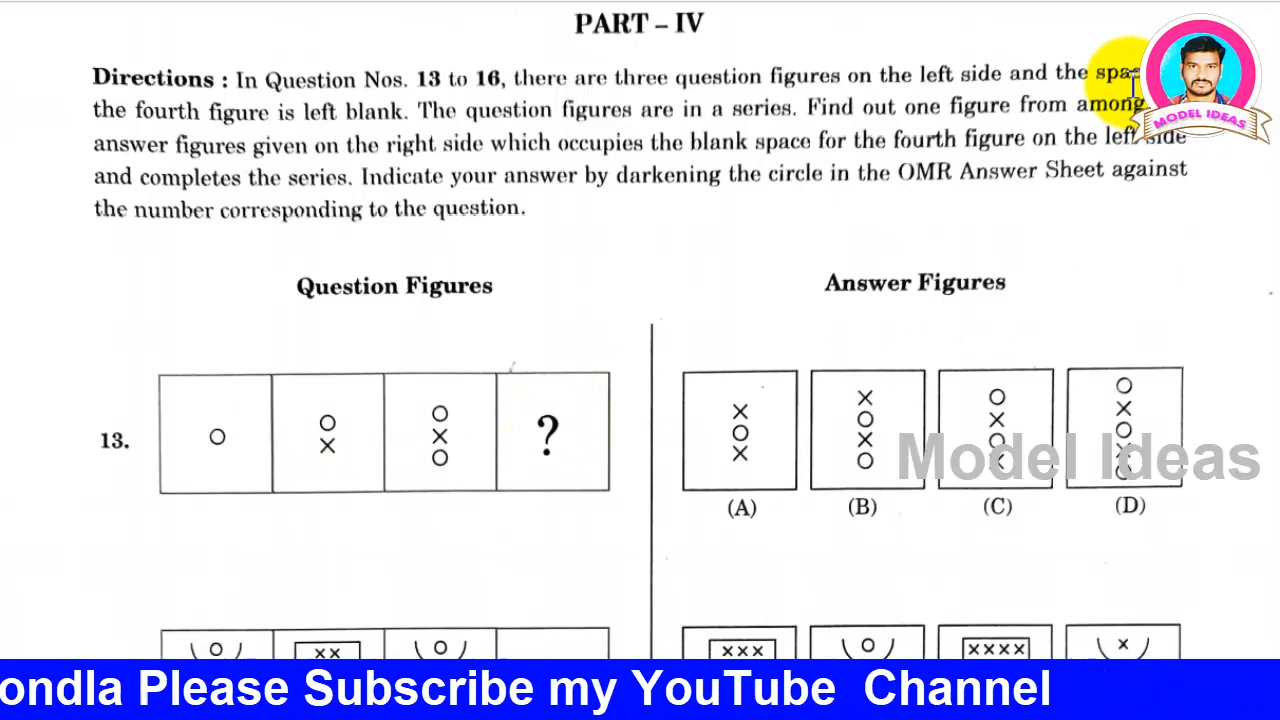 PART – IV
Directions : In Question Nos. 13 to 16, there are three question figures on the left side and the
the fourth figure is left blank. The question figures are in a series. Find out one figure from among
answer figures given on the right side which occupies the blank space for the fourth figure on the left side
and completes the series. Indicate your answer by darkening the circle in the OMR Answer Sheet against
the number corresponding to the question.
MODEL IDEAS
Question Figures
Answer Figures
13.
?
Model Ideas
(A) (B) (C) (D)
ondla Please Subscribe my YouTube Channel